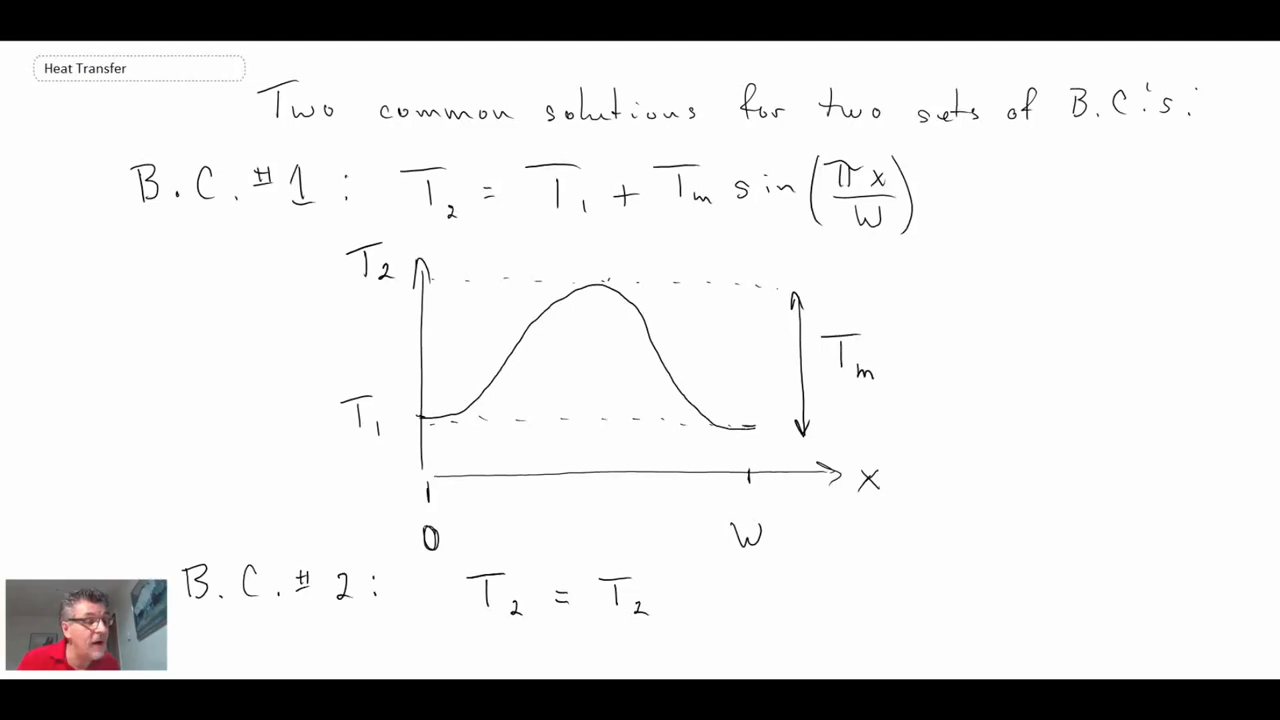 Heat Transfer
Two common solutions for two sets of B.C.'s:
B.C. # 1: T₂ = T₁ + Tₘ sin(πx/W)
T₂
Tₘ
T₁
x
0 W
B.C. # 2: T₂ = T₂